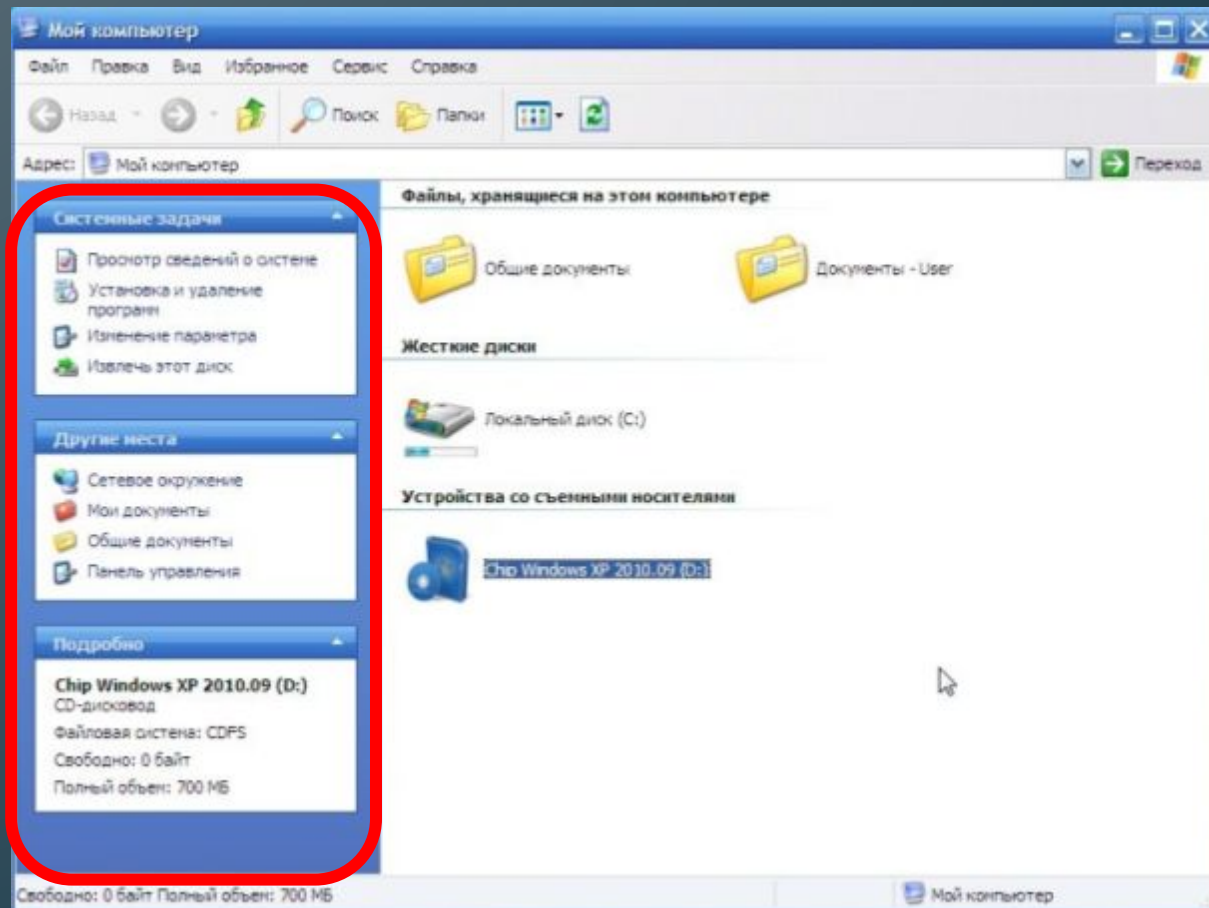 Мой компьютер
Файл Правка Вид Избранное Сервис Справка
Назад Поиск Папки
Адрес: Мой компьютер Переход
Системные задачи
Просмотр сведений о системе
Установка и удаление
программ
Изменение параметра
Извлечь этот диск
Другие места
Сетевое окружение
Мои документы
Общие документы
Панель управления
Подробно
Chip Windows XP 2010.09 (D:)
CD-дисковод
Файловая система: CDFS
Свободно: 0 байт
Полный объем: 700 МБ
Файлы, хранящиеся на этом компьютере
Общие документы
Документы - User
Жесткие диски
Локальный диск (C:)
Устройства со съемными носителями
Chip Windows XP 2010.09 (D:)
Свободно: 0 байт Полный объем: 700 МБ
Мой компьютер